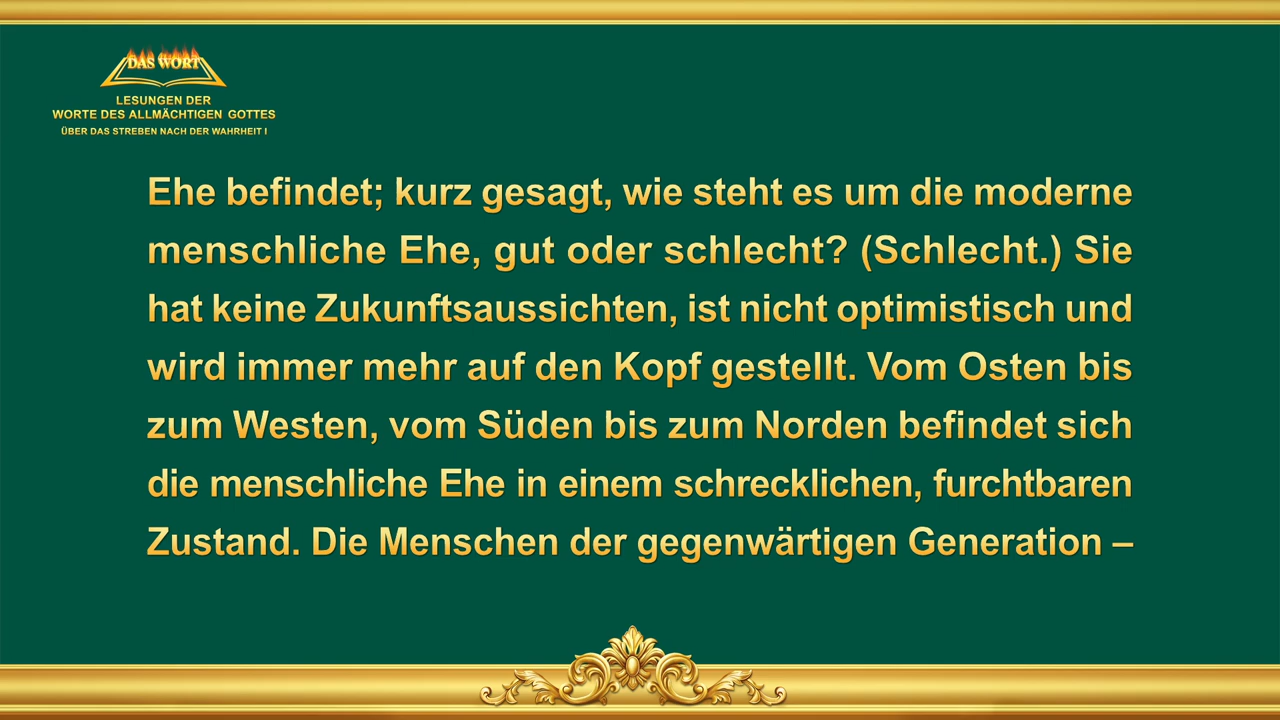 DAS WORT
LESUNGEN DER
WORTE DES ALLMÄCHTIGEN GOTTES
ÜBER DAS STREBEN NACH DER WAHRHEIT I
Ehe befindet; kurz gesagt, wie steht es um die moderne
menschliche Ehe, gut oder schlecht? (Schlecht.) Sie
hat keine Zukunftsaussichten, ist nicht optimistisch und
wird immer mehr auf den Kopf gestellt. Vom Osten bis
zum Westen, vom Süden bis zum Norden befindet sich
die menschliche Ehe in einem schrecklichen, furchtbaren
Zustand. Die Menschen der gegenwärtigen Generation –